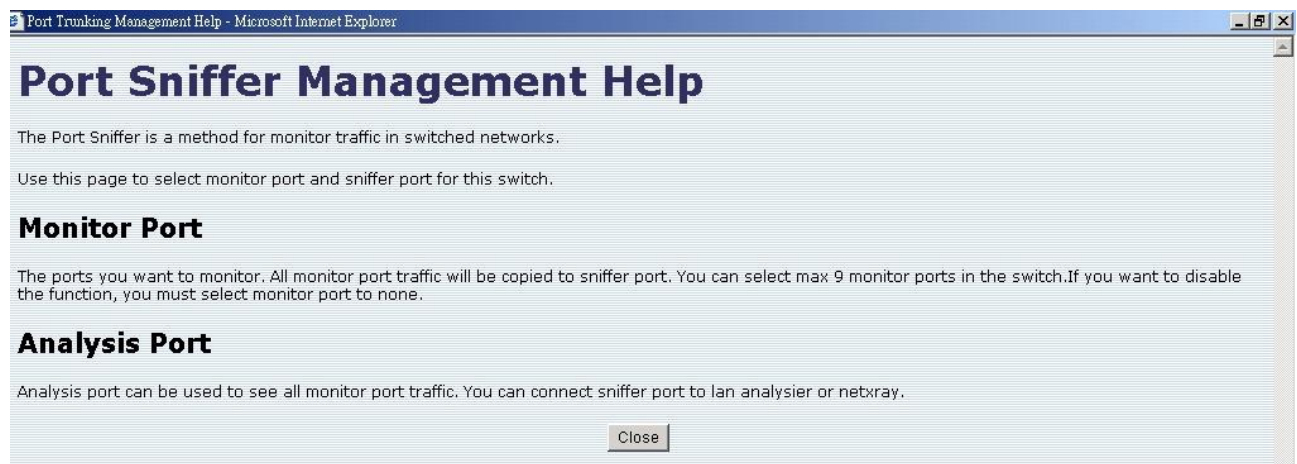 Port Trunking Management Help - Microsoft Internet Explorer
Port Sniffer Management Help
The Port Sniffer is a method for monitor traffic in switched networks.
Use this page to select monitor port and sniffer port for this switch.
Monitor Port
The ports you want to monitor. All monitor port traffic will be copied to sniffer port. You can select max 9 monitor ports in the switch.If you want to disable
the function, you must select monitor port to none.
Analysis Port
Analysis port can be used to see all monitor port traffic. You can connect sniffer port to lan analysier or netxray.
Close